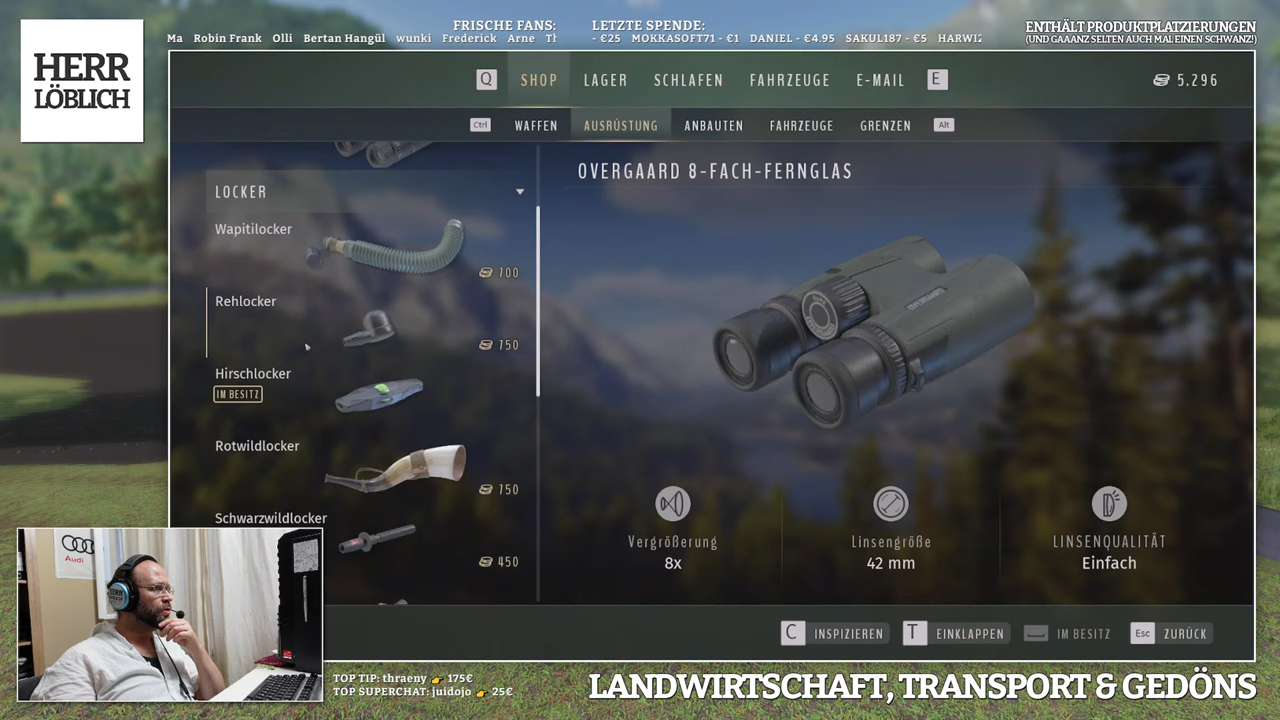 HERR
LÖBLICH
FRISCHE FANS:
Ma Robin Frank Olli Bertan Hangül wunki Frederick Arne
LETZTE SPENDE:
- €25 MOKKASOFT71 - €1 DANIEL - €4.95 SAKUL187 - €5
ENTHÄLT PRODUKTPLATZIERUNGEN
(UND GAAANZ SELTEN AUCH MAL EINEN SCHWANZ!)
Q SHOP LAGER SCHLAFEN FAHRZEUGE E-MAIL E 5.296
Ctrl WAFFEN AUSRÜSTUNG ANBAUTEN FAHRZEUGE GRENZEN Alt
OVERGAARD 8-FACH-FERNGLAS
LOCKER
Wapitilocker
700
Rehlocker
750
Hirschlocker
IM BESITZ
Rotwildlocker
750
Schwarzwildlocker
450
Vergrößerung
8x
Linsengröße
42 mm
LINSENQUALITÄT
Einfach
C INSPIZIEREN T EINKLAPPEN IM BESITZ Esc ZURÜCK
Audi
TOP TIP: thraeny 👉 175€
TOP SUPERCHAT: juidojo 👉 25€
LANDWIRTSCHAFT, TRANSPORT & GEDÖNS